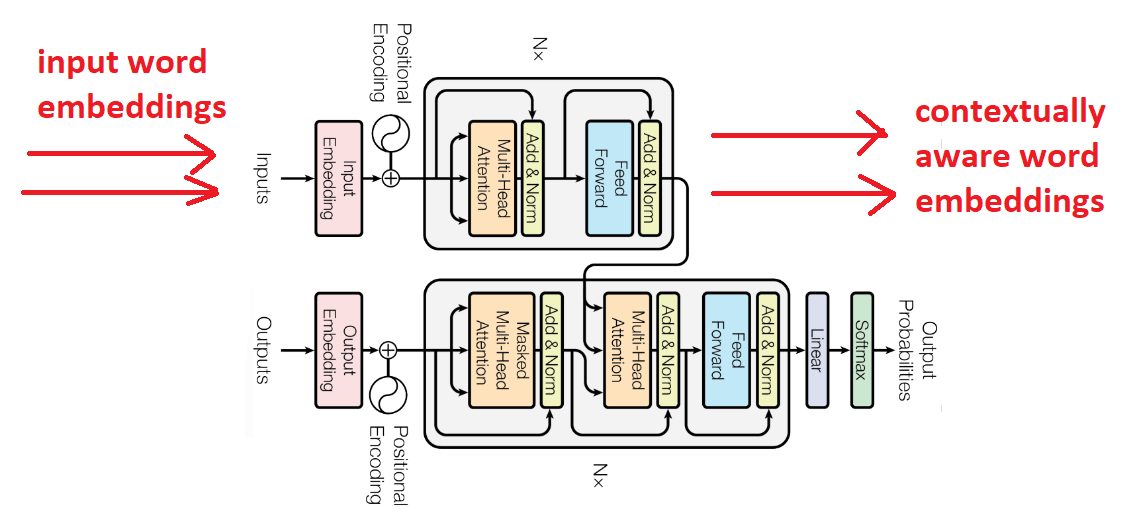 input word
embeddings
Positional
Encoding
Nx
Inputs
Input
Embedding
Multi-Head
Attention
Add & Norm
Feed
Forward
Add & Norm
contextually
aware word
embeddings
Outputs
Output
Embedding
Positional
Encoding
Masked
Multi-Head
Attention
Add & Norm
Multi-Head
Attention
Add & Norm
Feed
Forward
Add & Norm
Nx
Linear
Softmax
Output
Probabilities